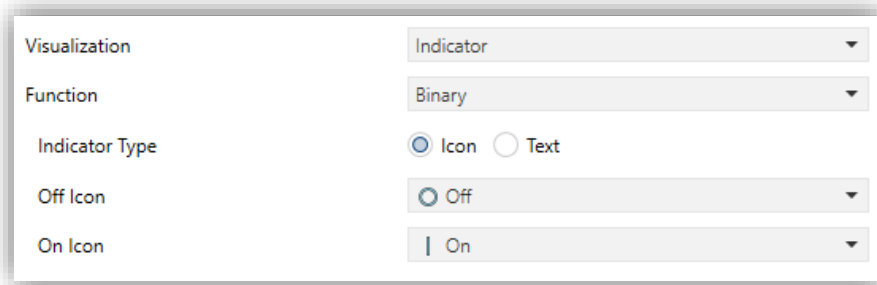 Visualization Indicator
Function Binary
Indicator Type Icon Text
Off Icon Off
On Icon On